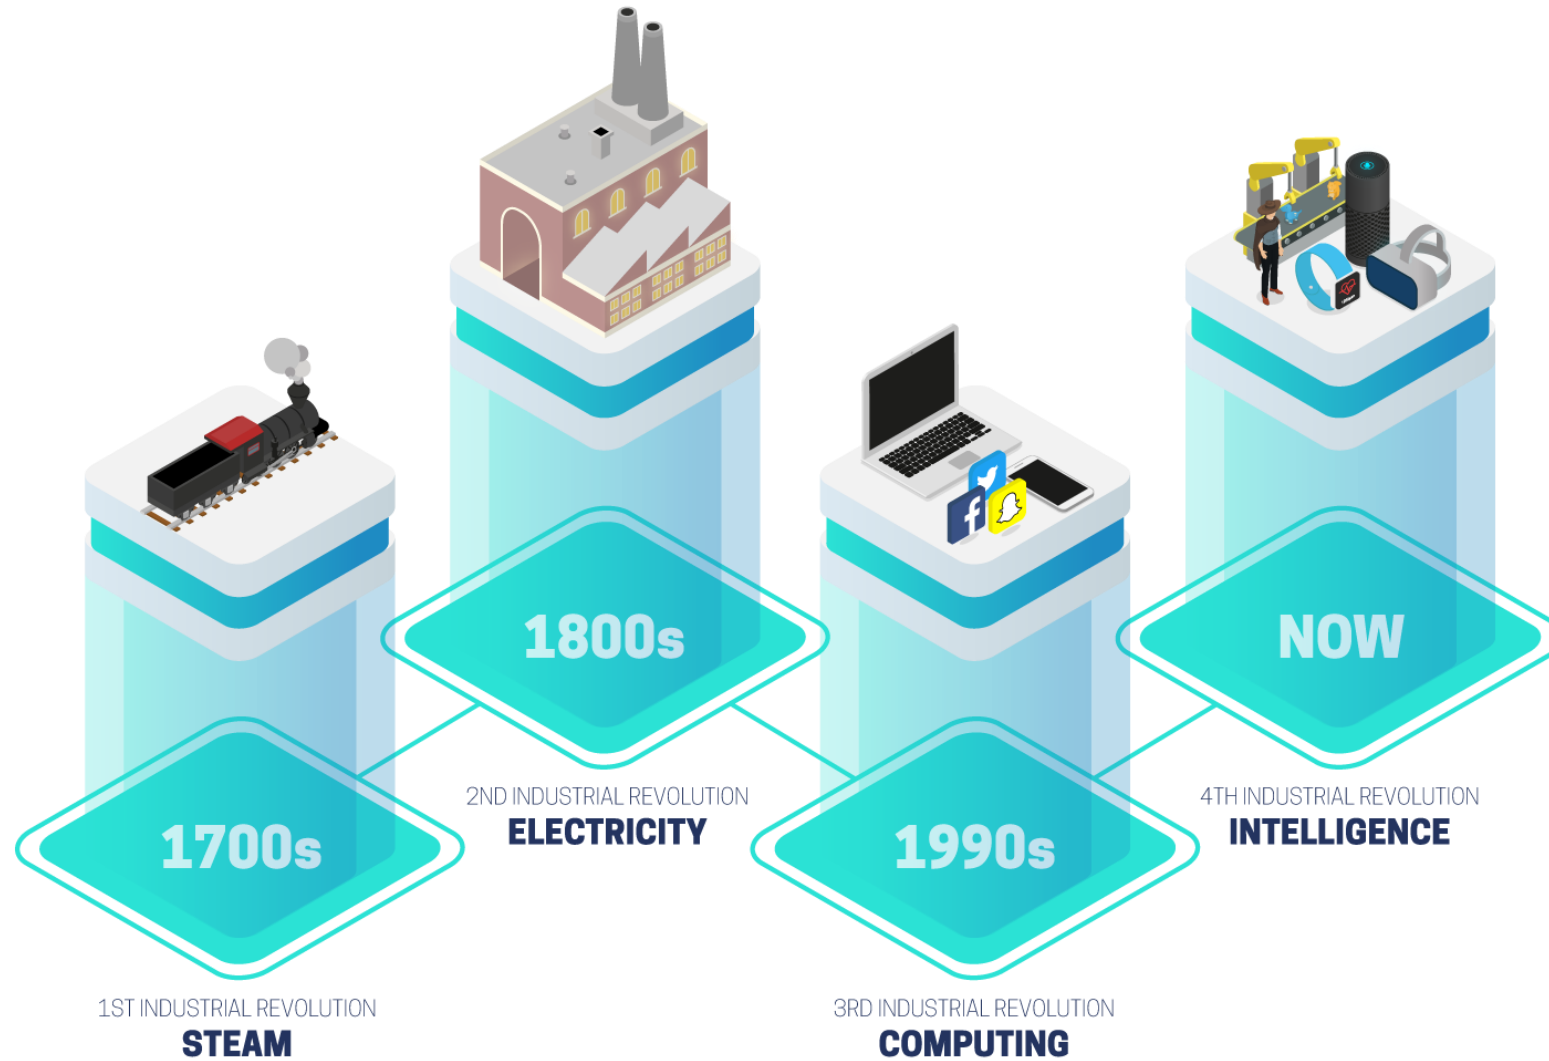 1700s
1ST INDUSTRIAL REVOLUTION
STEAM
1800s
2ND INDUSTRIAL REVOLUTION
ELECTRICITY
1990s
3RD INDUSTRIAL REVOLUTION
COMPUTING
NOW
4TH INDUSTRIAL REVOLUTION
INTELLIGENCE